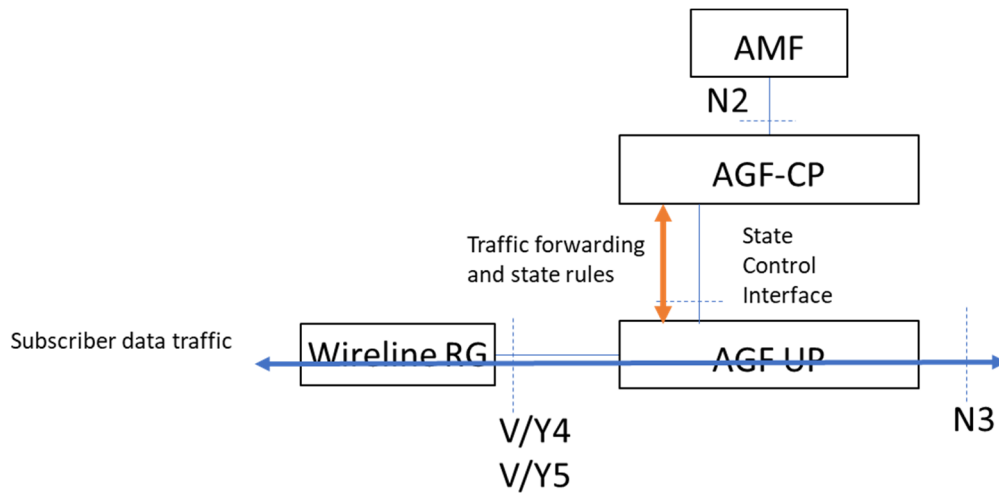 AMF
N2
AGF-CP
Traffic forwarding
and state rules
State
Control
Interface
Subscriber data traffic
Wireline RG
AGF UP
N3
V/Y4
V/Y5